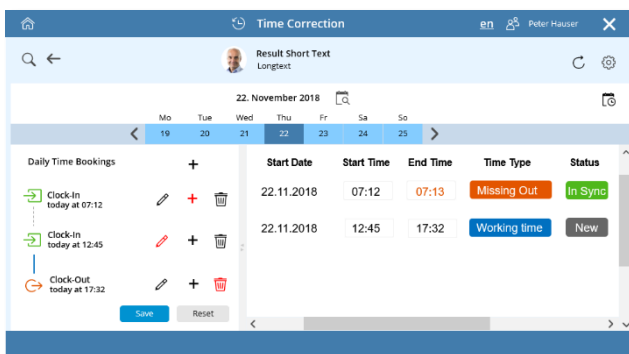 Time Correction
en
Peter Hauser
Result Short Text
Longtext
22. November 2018
Mo Tue Wed Thu Fr Sa So
19 20 21 22 23 24 25
Daily Time Bookings
Clock-In
today at 07:12
Clock-In
today at 12:45
Clock-Out
today at 17:32
Save Reset
Start Date Start Time End Time Time Type Status
22.11.2018 07:12 07:13 Missing Out In Sync
22.11.2018 12:45 17:32 Working time New